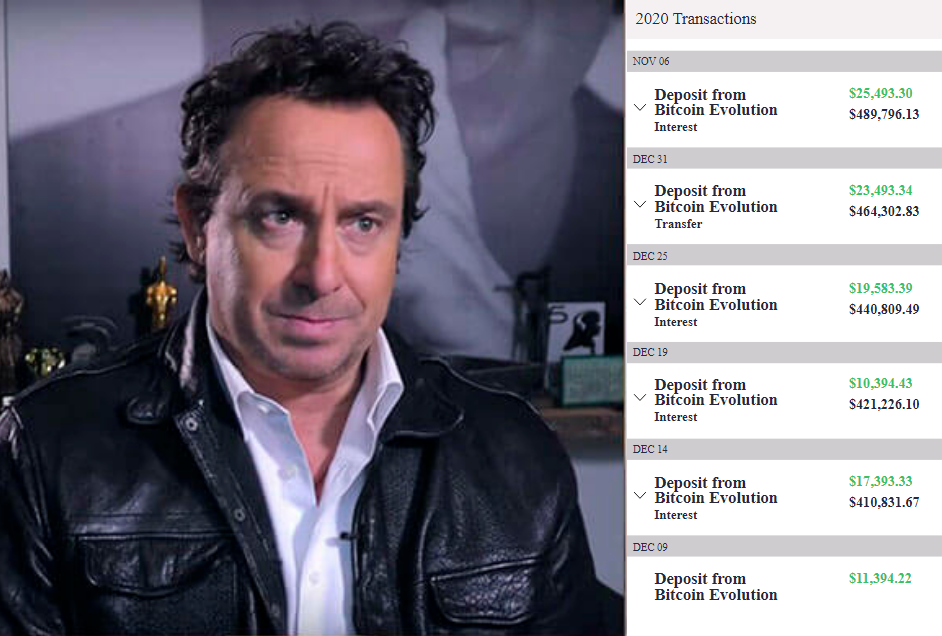 2020 Transactions
NOV 06
Deposit from
$25,493.30
Bitcoin Evolution
$489,796.13
Interest
DEC 31
Deposit from
$23,493.34
Bitcoin Evolution
$464,302.83
Transfer
DEC 25
Deposit from
$19,583.39
Bitcoin Evolution
$440,809.49
Interest
DEC 19
Deposit from
$10,394.43
Bitcoin Evolution
$421,226.10
Interest
DEC 14
Deposit from
$17,393.33
Bitcoin Evolution
$410,831.67
Interest
DEC 09
Deposit from
$11,394.22
Bitcoin Evolution